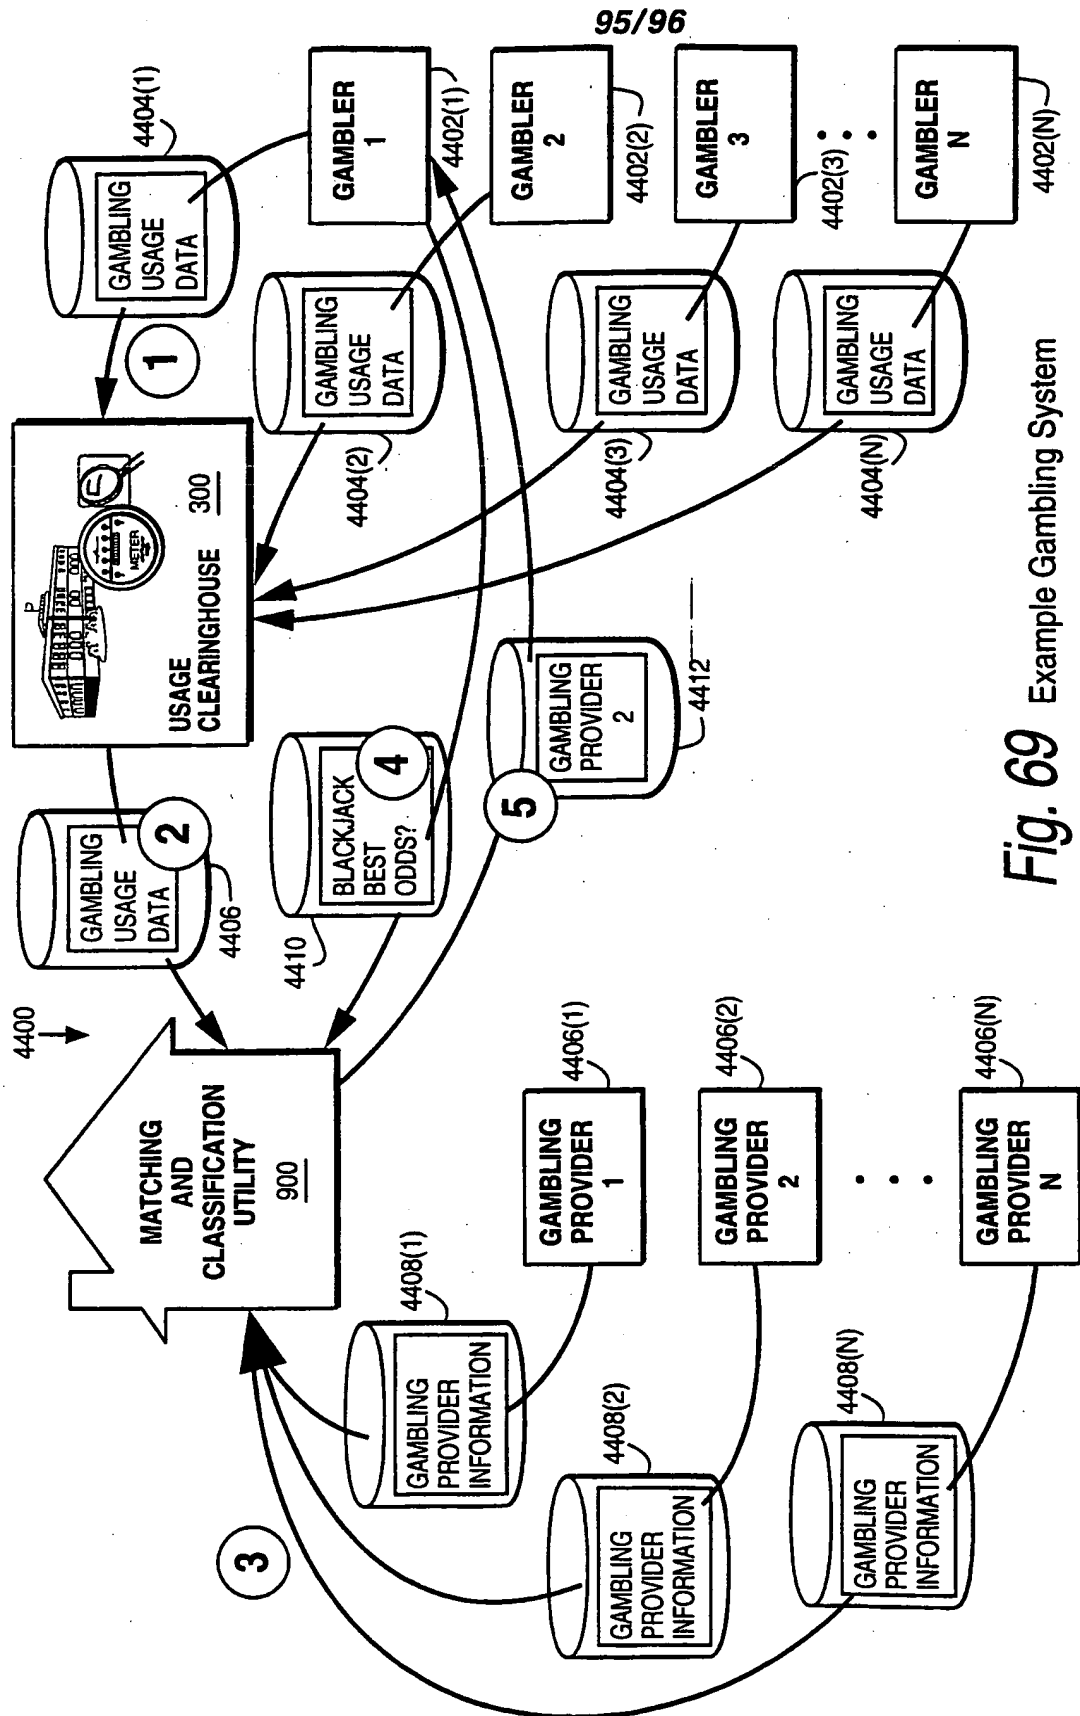 95/96
4400
MATCHING
AND
CLASSIFICATION
UTILITY
900
GAMBLING
USAGE
DATA
2
4406
USAGE
CLEARINGHOUSE
300
METER
1
GAMBLING
USAGE
DATA
4404(1)
GAMBLER
1
4402(1)
GAMBLING
USAGE
DATA
4404(2)
GAMBLER
2
4402(2)
GAMBLING
USAGE
DATA
4404(3)
GAMBLER
3
4402(3)
GAMBLING
USAGE
DATA
4404(N)
GAMBLER
N
4402(N)
BLACKJACK
BEST
ODDS?
4
4410
5
GAMBLING
PROVIDER
2
4412
3
GAMBLING
PROVIDER
INFORMATION
4408(1)
GAMBLING
PROVIDER
1
4406(1)
GAMBLING
PROVIDER
INFORMATION
4408(2)
GAMBLING
PROVIDER
2
4406(2)
GAMBLING
PROVIDER
INFORMATION
4408(N)
GAMBLING
PROVIDER
N
4406(N)
Fig. 69 Example Gambling System